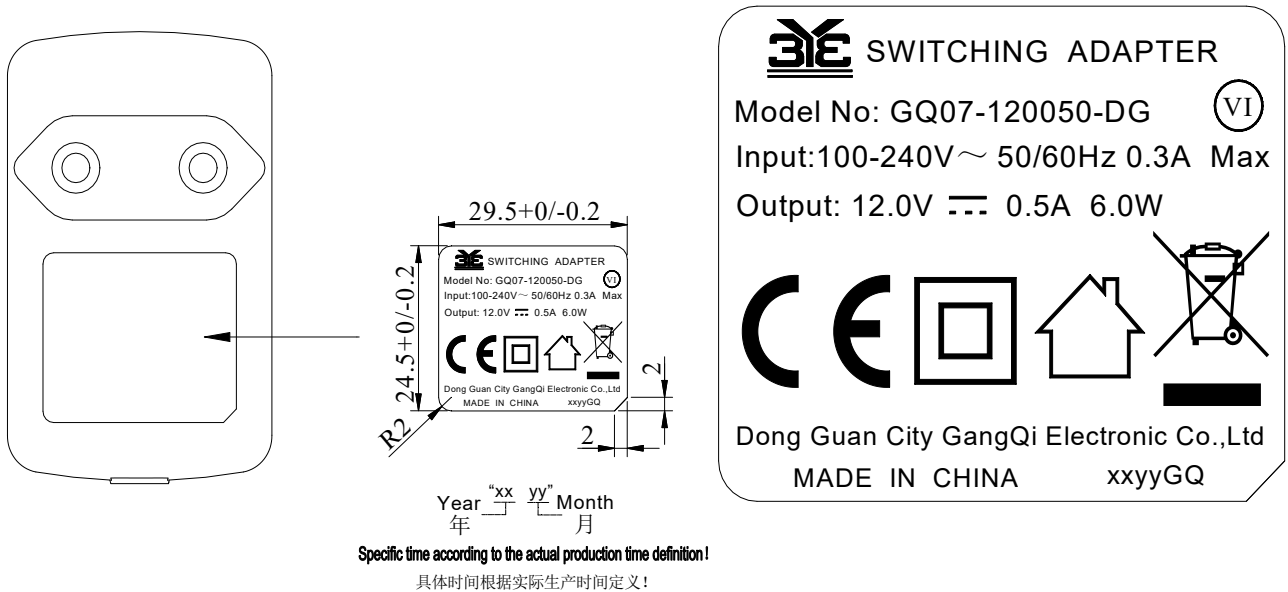 29.5+0/-0.2
24.5+0/-0.2
SWITCHING ADAPTER
Model No: GQ07-120050-DG
VI
Input:100-240V～ 50/60Hz 0.3A Max
Output: 12.0V ⎓ 0.5A 6.0W
CE
Dong Guan City GangQi Electronic Co.,Ltd
MADE IN CHINA xxyyGQ
R2
2
2
Year “xx yy” Month
年 月
Specific time according to the actual production time definition!
具体时间根据实际生产时间定义!
SWITCHING ADAPTER
Model No: GQ07-120050-DG
VI
Input:100-240V～ 50/60Hz 0.3A Max
Output: 12.0V ⎓ 0.5A 6.0W
CE
Dong Guan City GangQi Electronic Co.,Ltd
MADE IN CHINA xxyyGQ